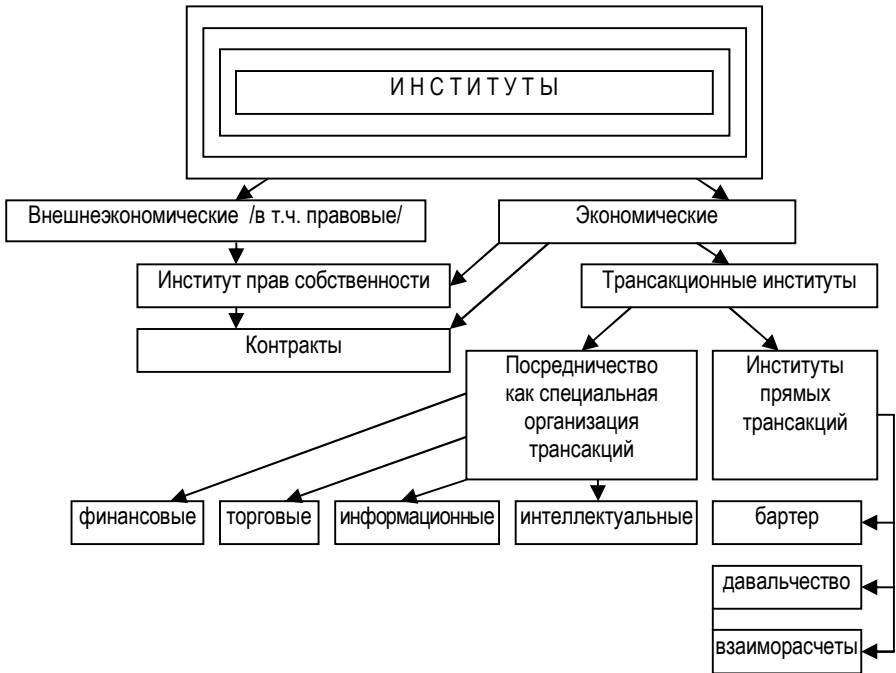 ИНСТИТУТЫ
Внешнеэкономические /в т.ч. правовые/
Экономические
Институт прав собственности
Трансакционные институты
Контракты
Посредничество
как специальная
организация
трансакций
Институты
прямых
трансакций
финансовые
торговые
информационные
интеллектуальные
бартер
давальчество
взаиморасчеты